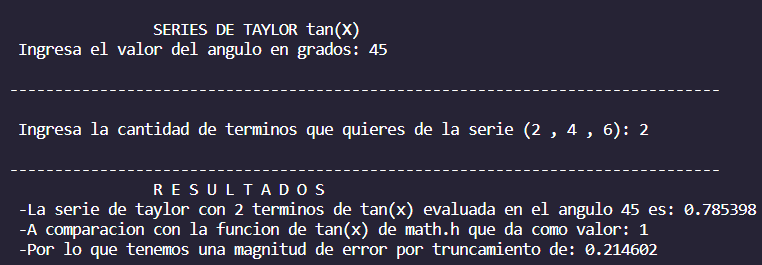 SERIES DE TAYLOR tan(X)
Ingresa el valor del angulo en grados: 45
--------------------------------------------------------------------------
Ingresa la cantidad de terminos que quieres de la serie (2 , 4 , 6): 2
--------------------------------------------------------------------------
R E S U L T A D O S
-La serie de taylor con 2 terminos de tan(x) evaluada en el angulo 45 es: 0.785398
-A comparacion con la funcion de tan(x) de math.h que da como valor: 1
-Por lo que tenemos una magnitud de error por truncamiento de: 0.214602